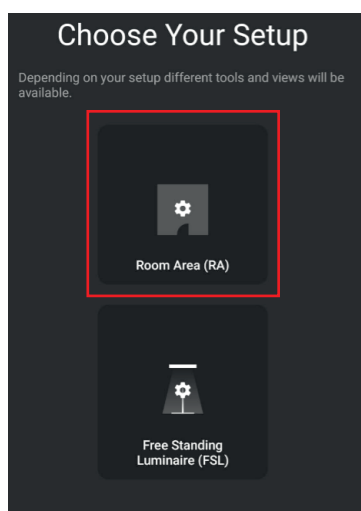 Choose Your Setup
Depending on your setup different tools and views will be
available.
Room Area (RA)
Free Standing
Luminaire (FSL)